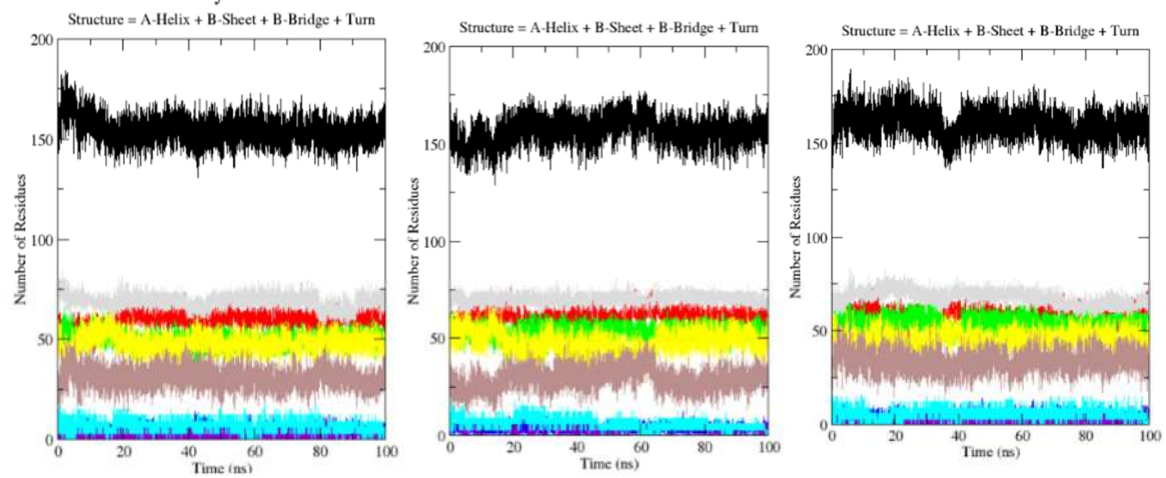 Structure = A-Helix + B-Sheet + B-Bridge + Turn
200
150
100
50
0
Number of Residues
0 20 40 60 80 100
Time (ns)
Structure = A-Helix + B-Sheet + B-Bridge + Turn
200
150
100
50
0
Number of Residues
0 20 40 60 80 100
Time (ns)
Structure = A-Helix + B-Sheet + B-Bridge + Turn
200
150
100
50
0
Number of Residues
0 20 40 60 80 100
Time (ns)